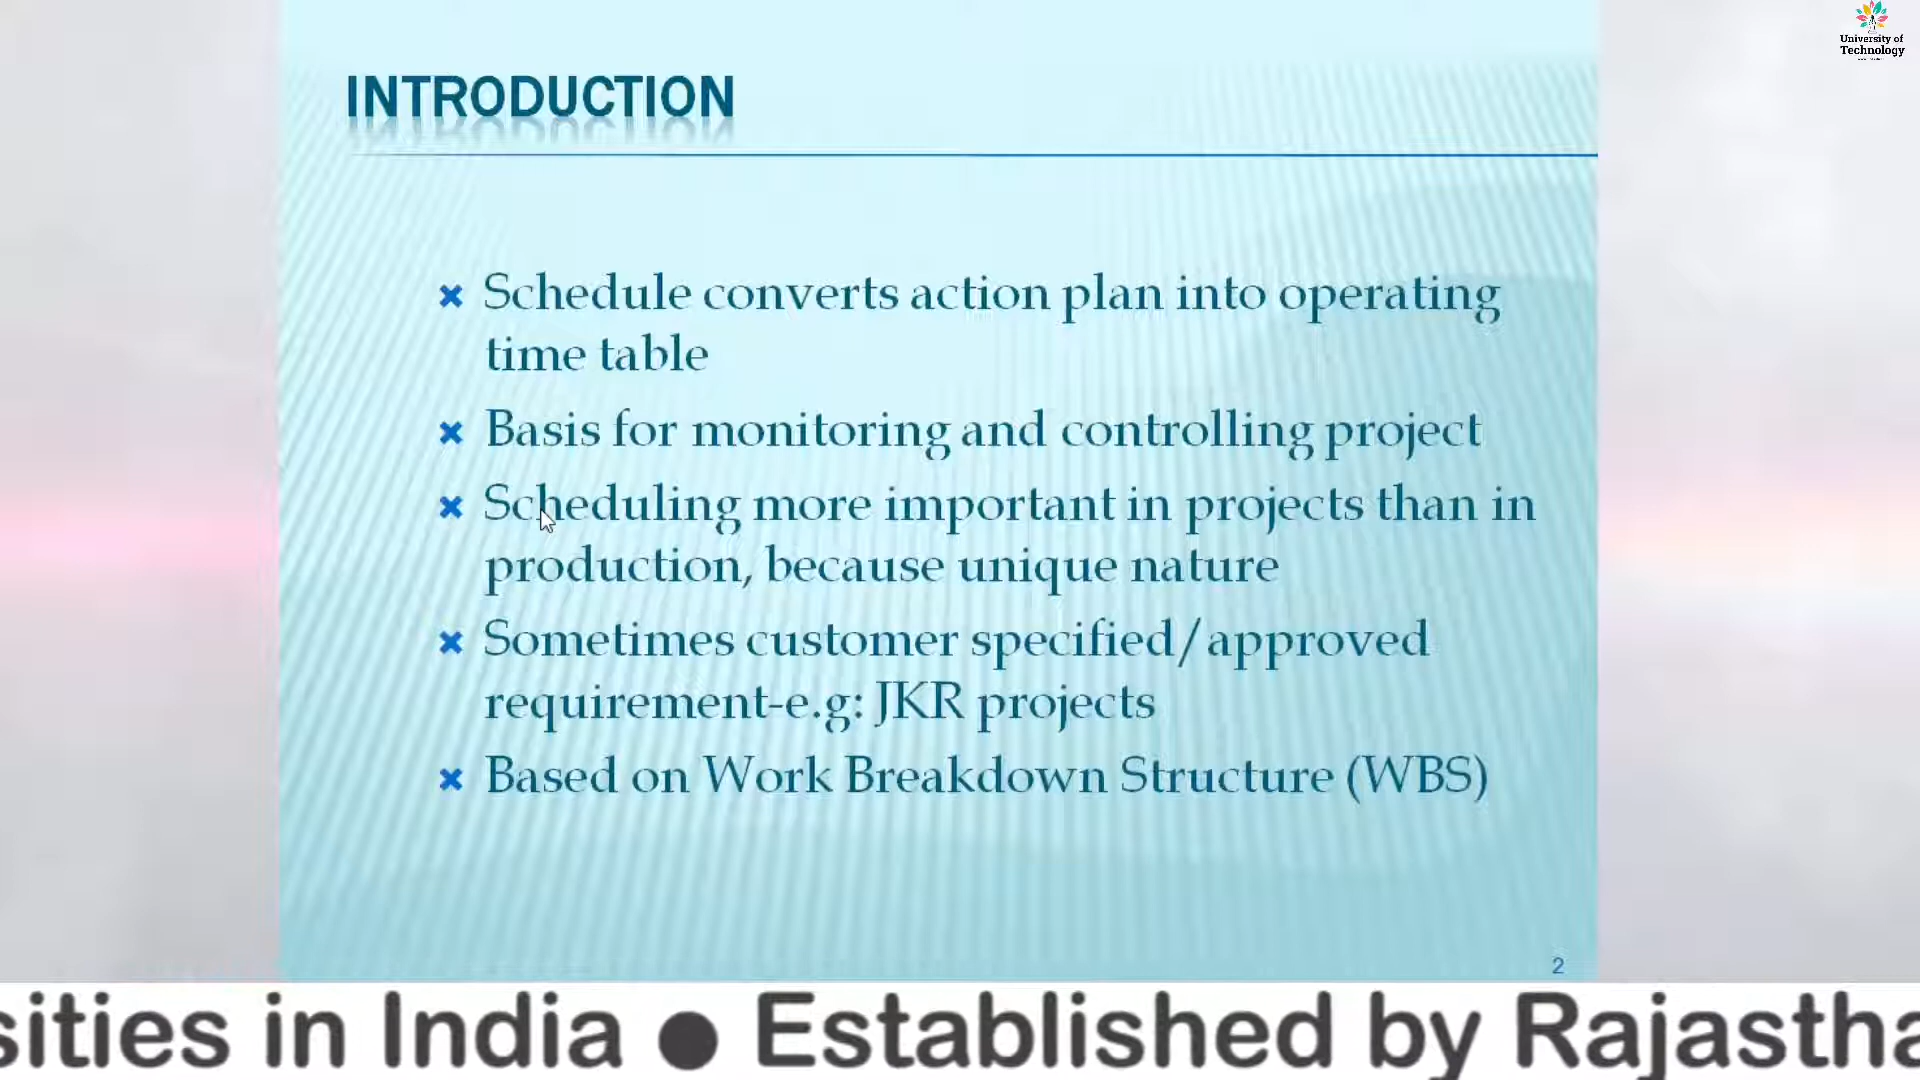 University of
Technology
INTRODUCTION
Schedule converts action plan into operating
time table
Basis for monitoring and controlling project
Scheduling more important in projects than in
production, because unique nature
Sometimes customer specified/approved
requirement-e.g: JKR projects
Based on Work Breakdown Structure (WBS)
2
sities in India ● Established by Rajastha